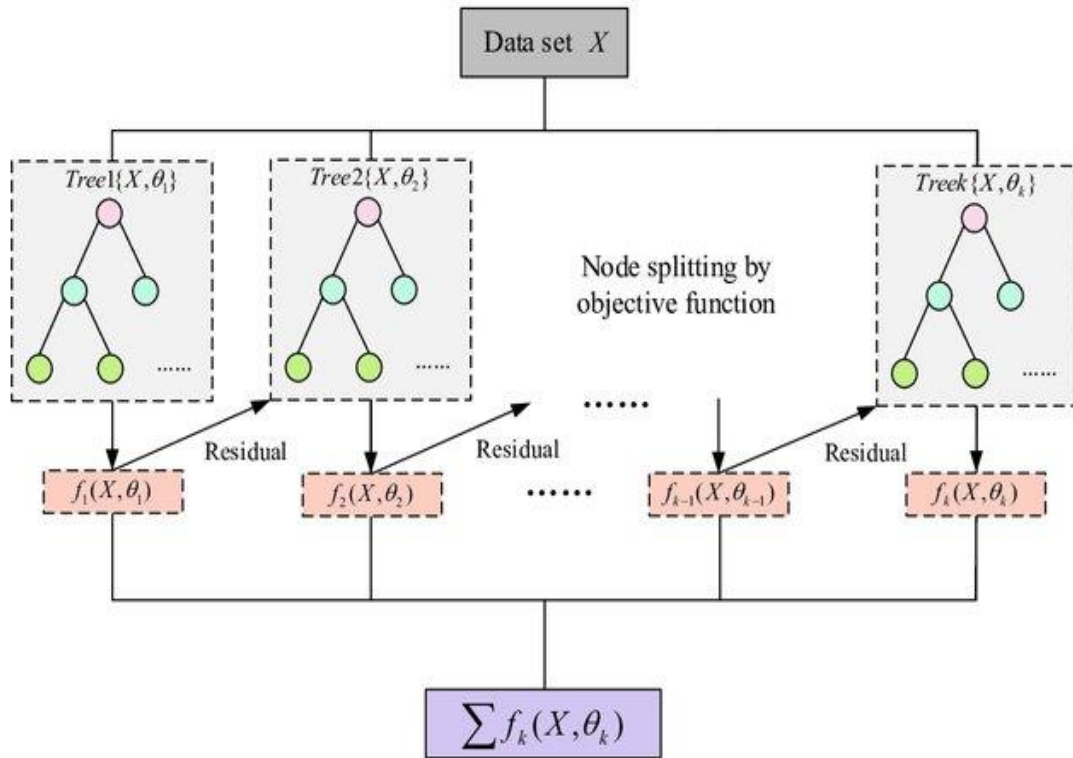 Data set X
Tree1{X,θ₁}
Tree2{X,θ₂}
Treek{X,θₖ}
Node splitting by
objective function
......
......
......
......
Residual
Residual
Residual
f₁(X,θ₁)
f₂(X,θ₂)
......
fₖ₋₁(X,θₖ₋₁)
fₖ(X,θₖ)
∑fₖ(X,θₖ)